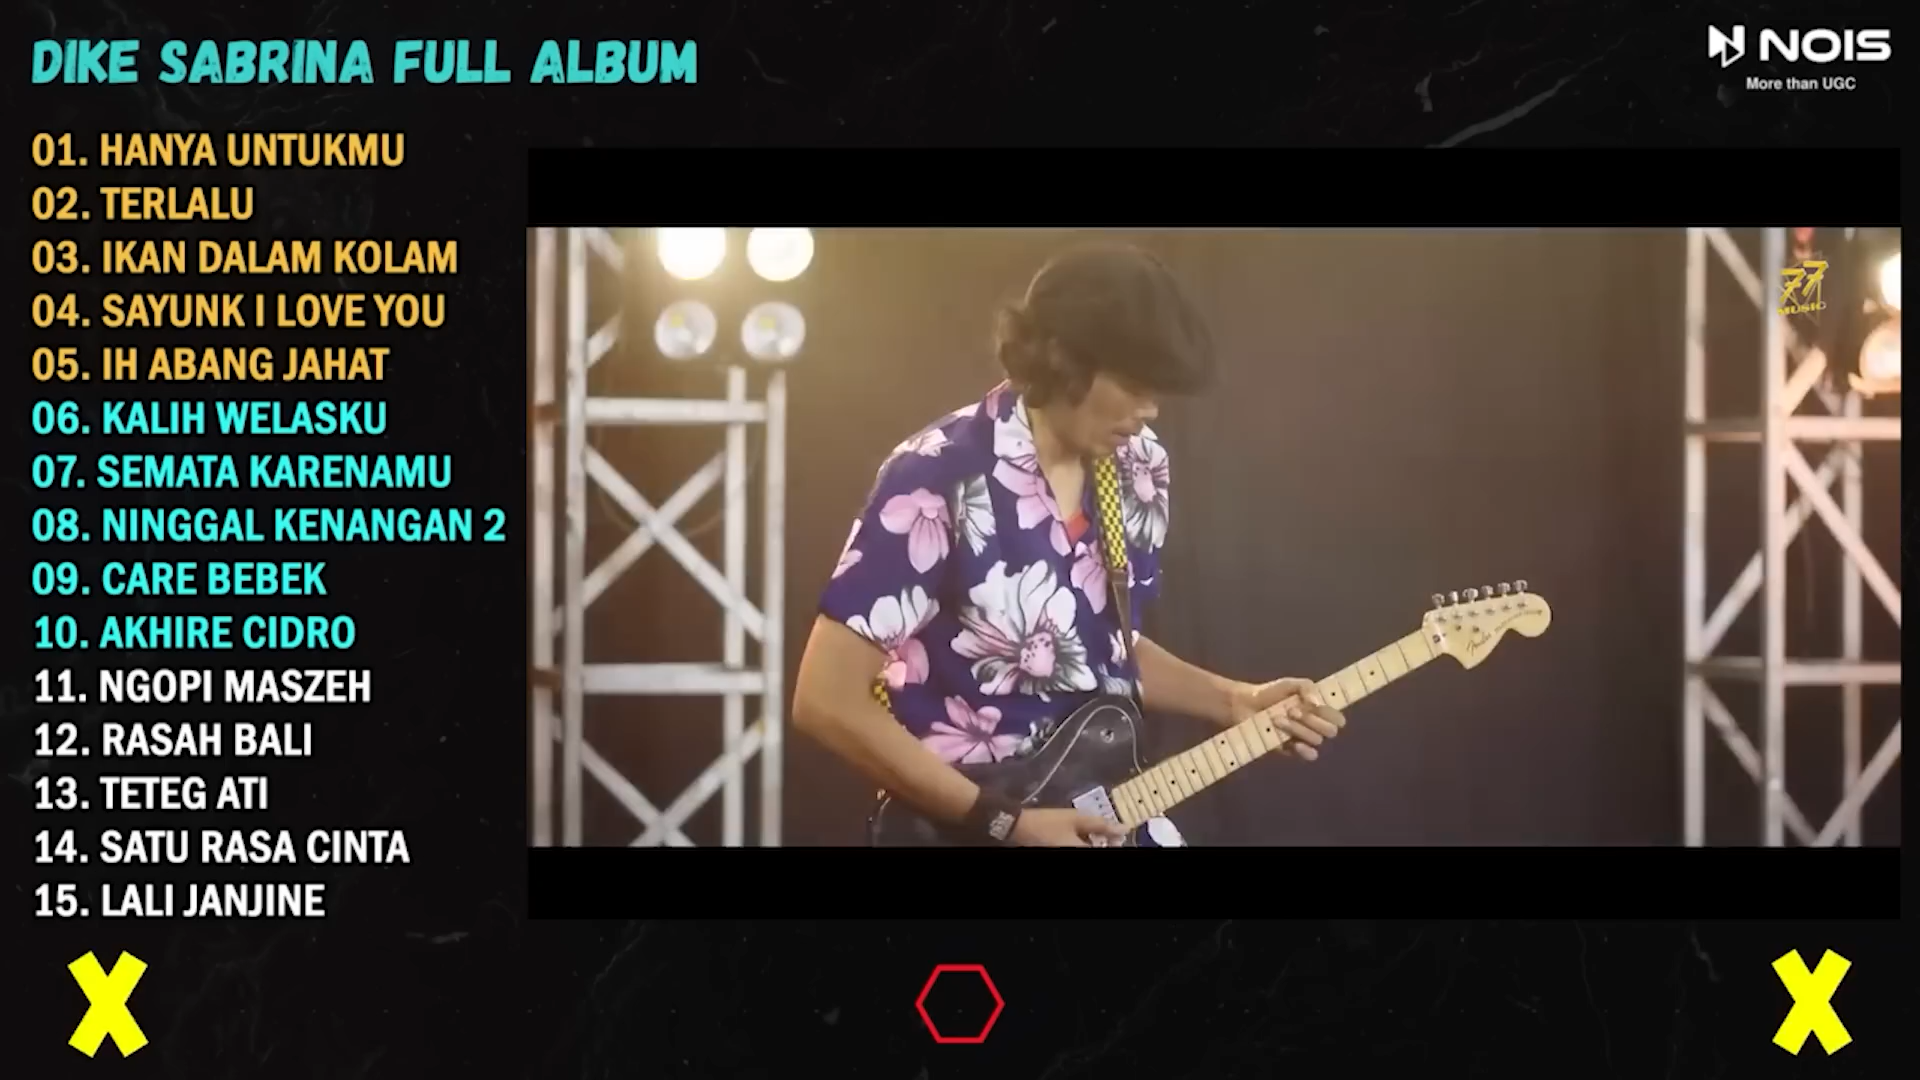 DIKE SABRINA FULL ALBUM
NOIS
More than UGC
01. HANYA UNTUKMU
02. TERLALU
03. IKAN DALAM KOLAM
04. SAYUNK I LOVE YOU
05. IH ABANG JAHAT
06. KALIH WELASKU
07. SEMATA KARENAMU
08. NINGGAL KENANGAN 2
09. CARE BEBEK
10. AKHIRE CIDRO
11. NGOPI MASZEH
12. RASAH BALI
13. TETEG ATI
14. SATU RASA CINTA
15. LALI JANJINE
77
MUSIC
Fender
X
X